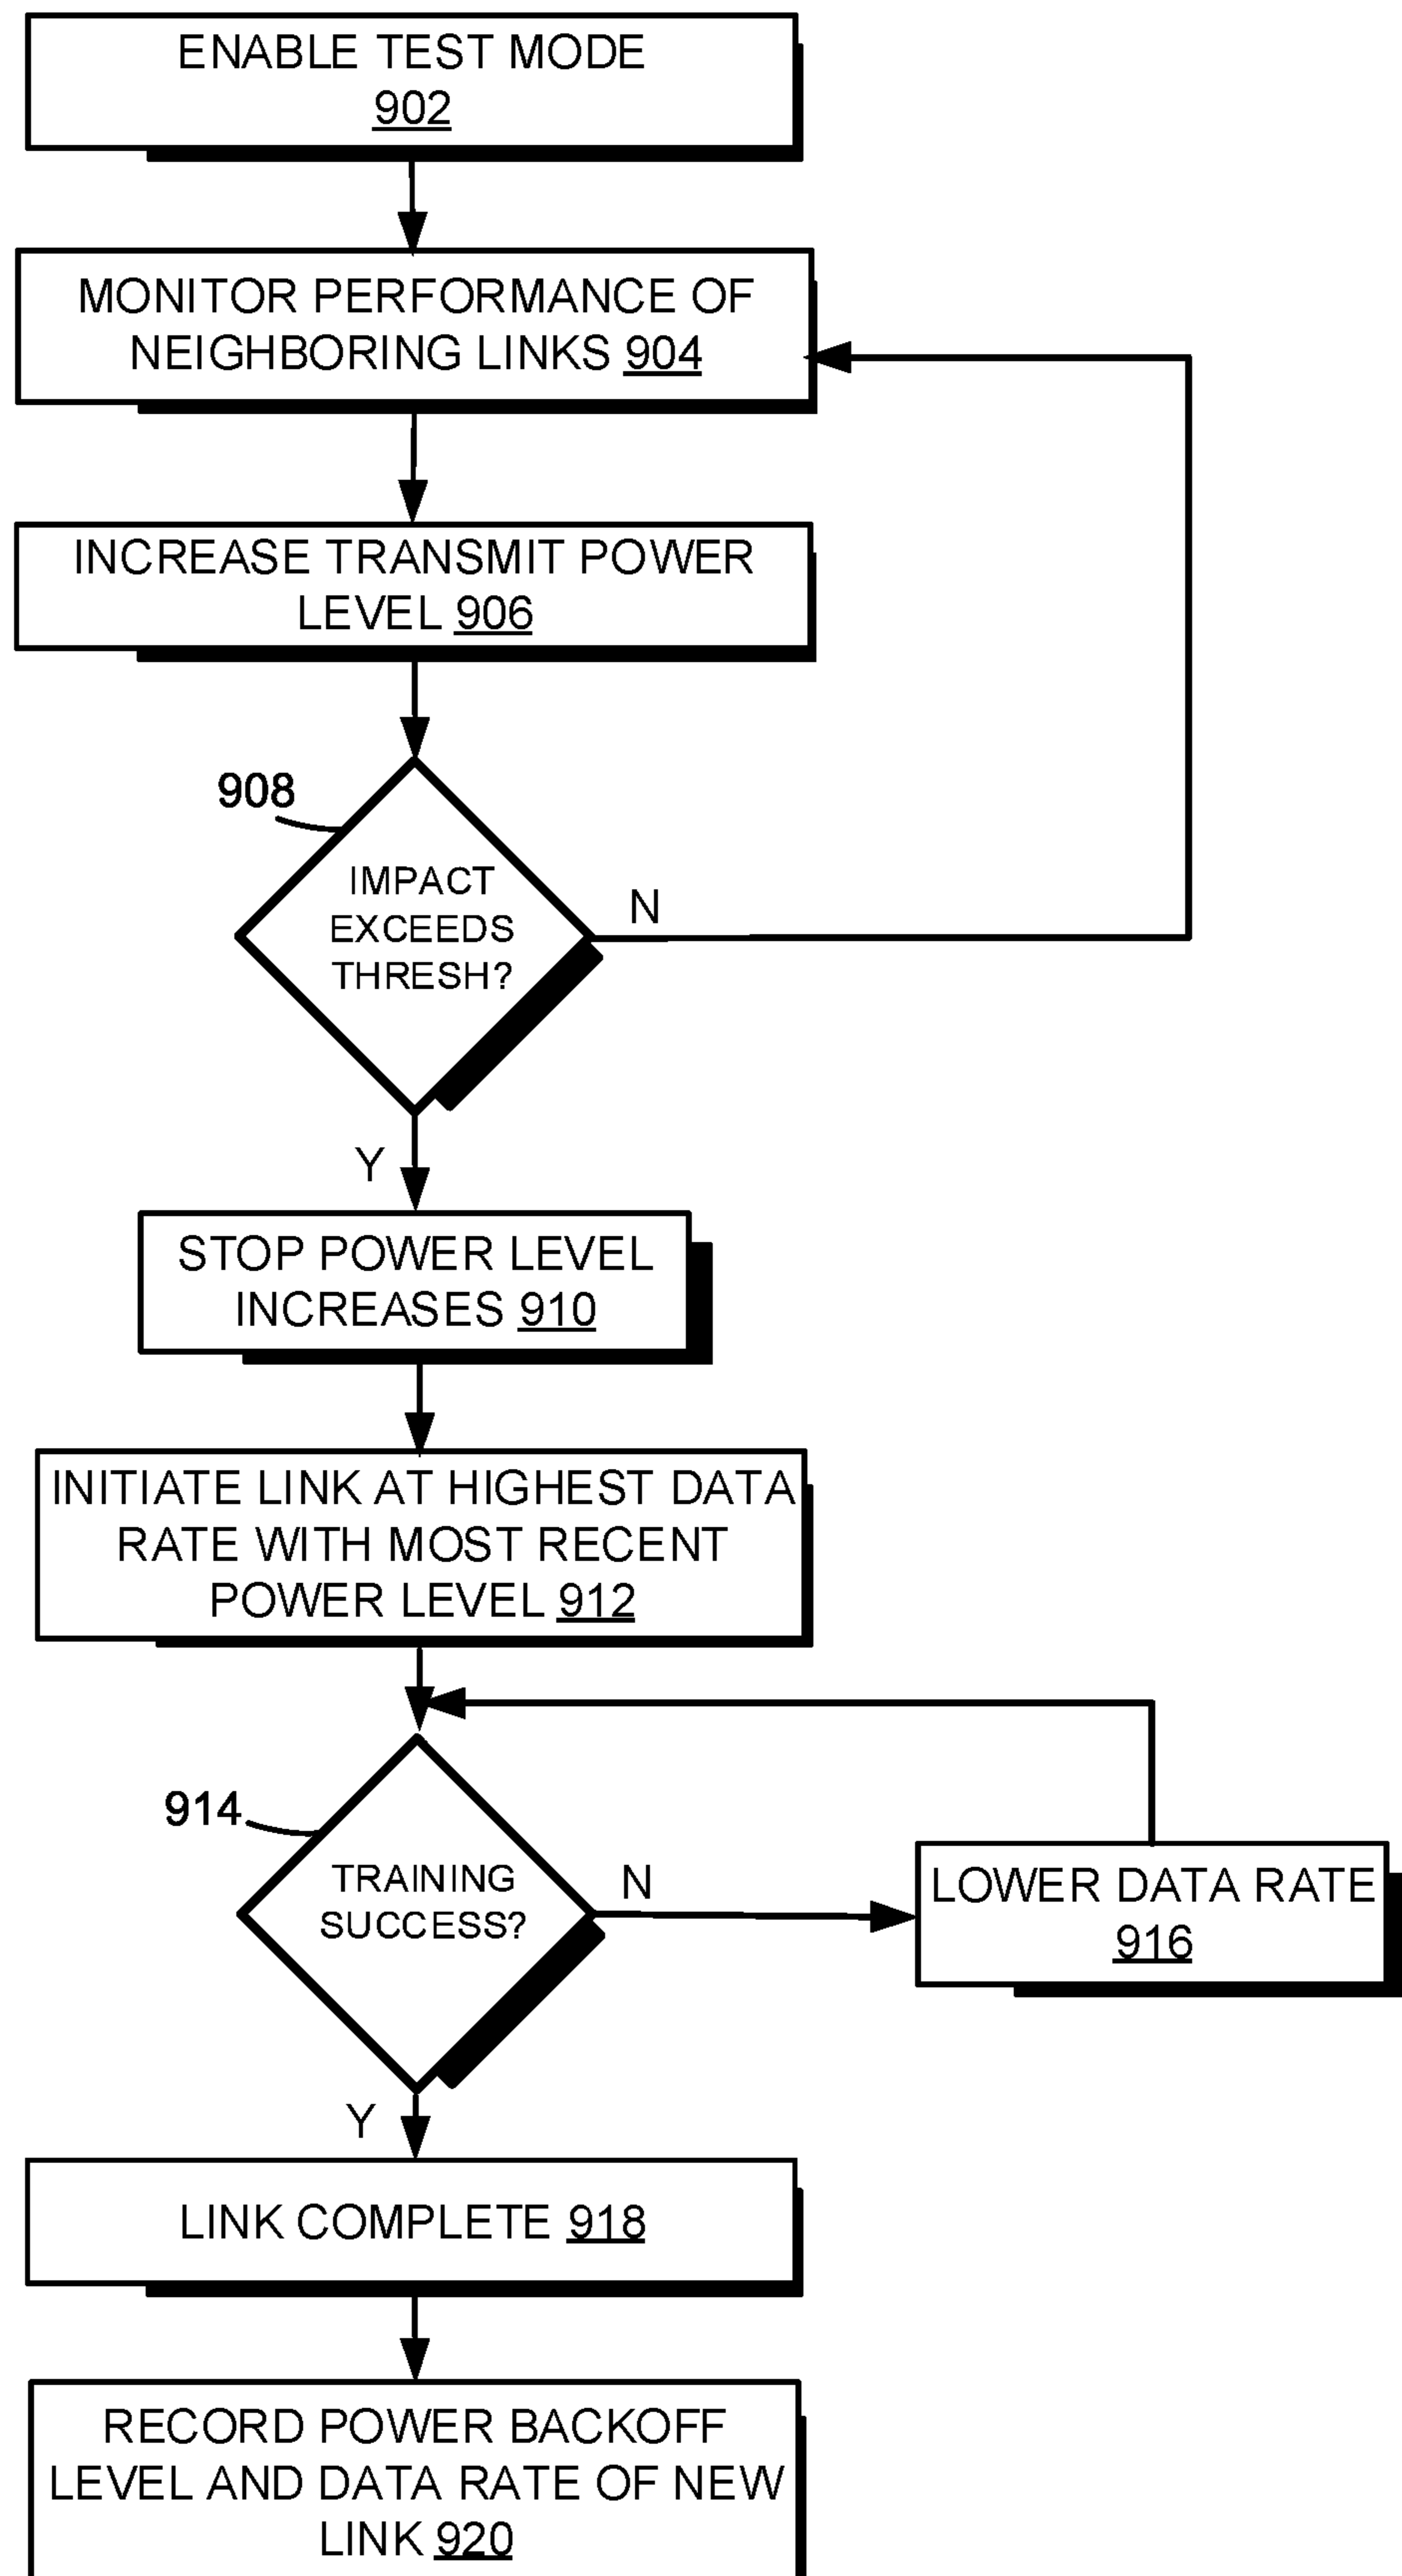 ENABLE TEST MODE
902
MONITOR PERFORMANCE OF
NEIGHBORING LINKS 904
INCREASE TRANSMIT POWER
LEVEL 906
908
IMPACT
EXCEEDS
THRESH?
N
Y
STOP POWER LEVEL
INCREASES 910
INITIATE LINK AT HIGHEST DATA
RATE WITH MOST RECENT
POWER LEVEL 912
914
TRAINING
SUCCESS?
N
LOWER DATA RATE
916
Y
LINK COMPLETE 918
RECORD POWER BACKOFF
LEVEL AND DATA RATE OF NEW
LINK 920